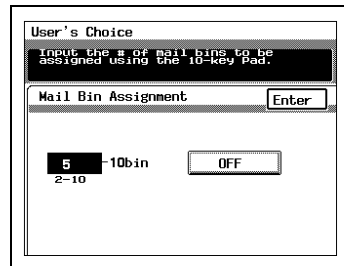 User's Choice
Input the # of mail bins to be
assigned using the 10-key Pad.
Mail Bin Assignment
Enter
5 -10bin OFF
2-10